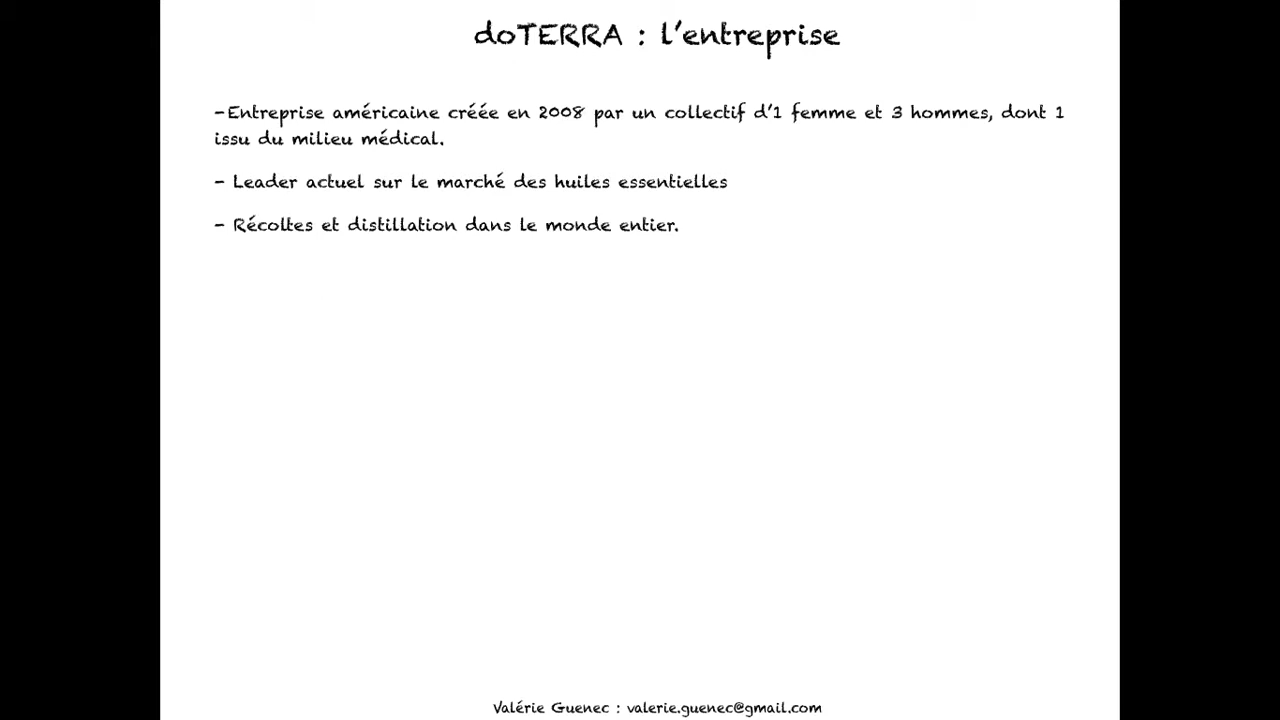 doTERRA : l’entreprise
-Entreprise américaine créée en 2008 par un collectif d’1 femme et 3 hommes, dont 1
issu du milieu médical.
- Leader actuel sur le marché des huiles essentielles
- Récoltes et distillation dans le monde entier.
Valérie Guenec : valerie.guenec@gmail.com